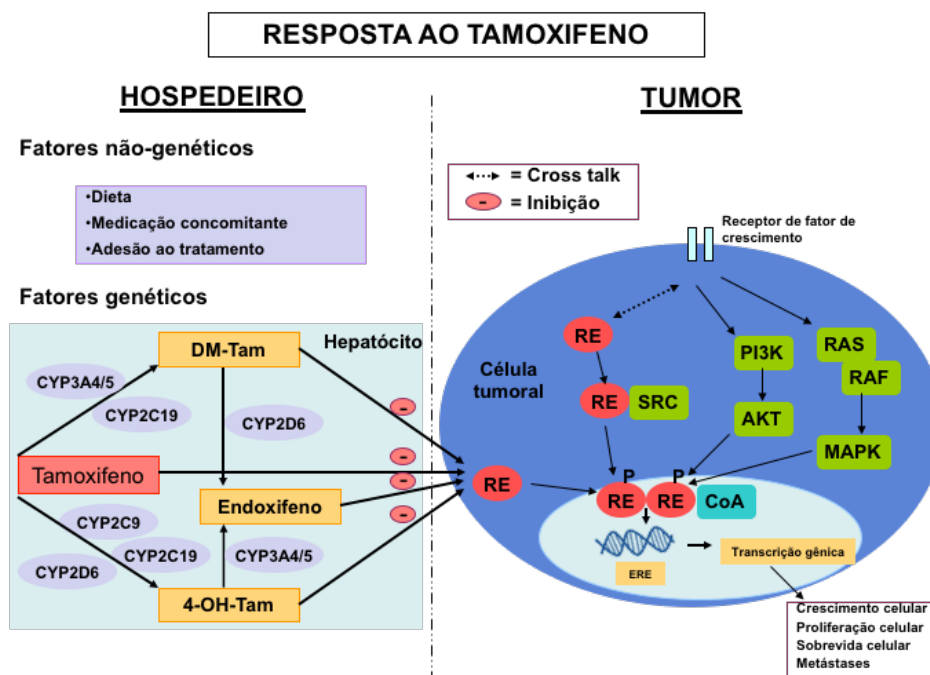 RESPOSTA AO TAMOXIFENO
HOSPEDEIRO
Fatores não-genéticos
•Dieta
•Medicação concomitante
•Adesão ao tratamento
Fatores genéticos
DM-Tam
Hepatócito
CYP3A4/5
CYP2C19
CYP2D6
Tamoxifeno
Endoxifeno
CYP2C9
CYP2C19
CYP3A4/5
CYP2D6
4-OH-Tam
-
-
-
-
TUMOR
= Cross talk
- = Inibição
Receptor de fator de
crescimento
Célula
tumoral
RE
RE
SRC
PI3K
AKT
RAS
RAF
MAPK
RE
P
P
RE
RE
CoA
ERE
Transcrição gênica
Crescimento celular
Proliferação celular
Sobrevida celular
Metástases